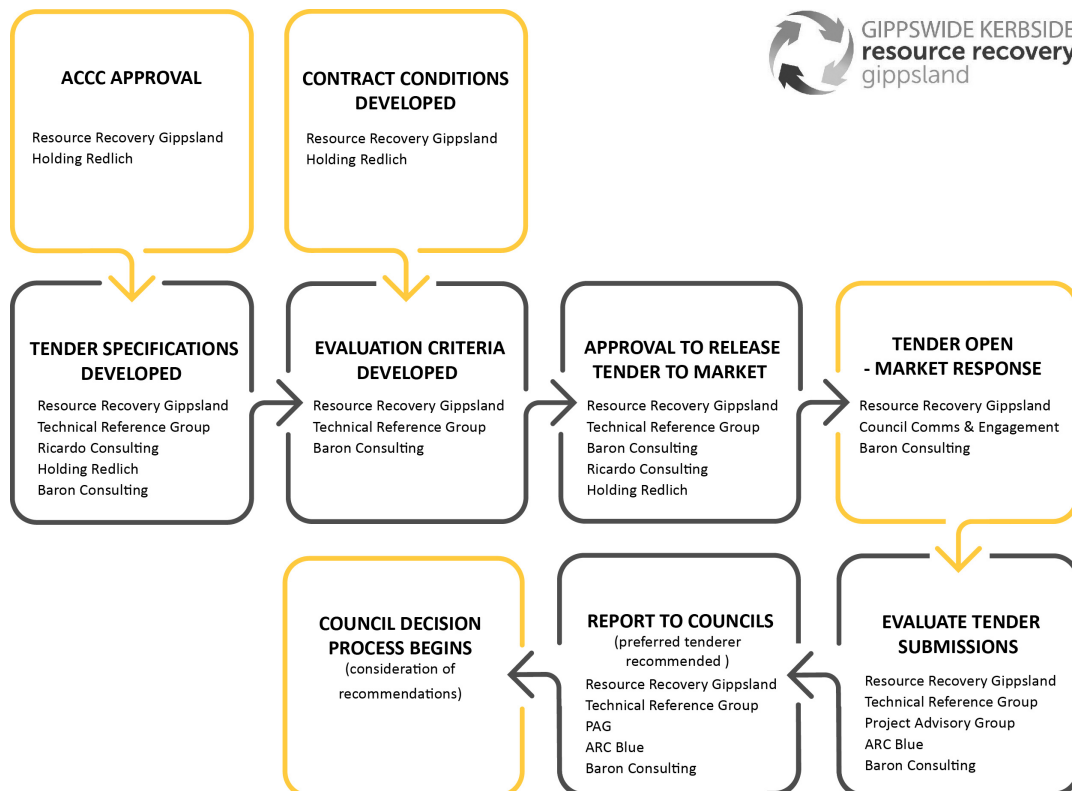 GIPPSWIDE KERBSIDE
resource recovery
gippsland
ACCC APPROVAL
Resource Recovery Gippsland
Holding Redlich
CONTRACT CONDITIONS
DEVELOPED
Resource Recovery Gippsland
Holding Redlich
TENDER SPECIFICATIONS
DEVELOPED
Resource Recovery Gippsland
Technical Reference Group
Ricardo Consulting
Holding Redlich
Baron Consulting
EVALUATION CRITERIA
DEVELOPED
Resource Recovery Gippsland
Technical Reference Group
Baron Consulting
APPROVAL TO RELEASE
TENDER TO MARKET
Resource Recovery Gippsland
Technical Reference Group
Baron Consulting
Ricardo Consulting
Holding Redlich
TENDER OPEN
- MARKET RESPONSE
Resource Recovery Gippsland
Council Comms & Engagement
Baron Consulting
EVALUATE TENDER
SUBMISSIONS
Resource Recovery Gippsland
Technical Reference Group
Project Advisory Group
ARC Blue
Baron Consulting
REPORT TO COUNCILS
(preferred tenderer
recommended )
Resource Recovery Gippsland
Technical Reference Group
PAG
ARC Blue
Baron Consulting
COUNCIL DECISION
PROCESS BEGINS
(consideration of
recommendations)